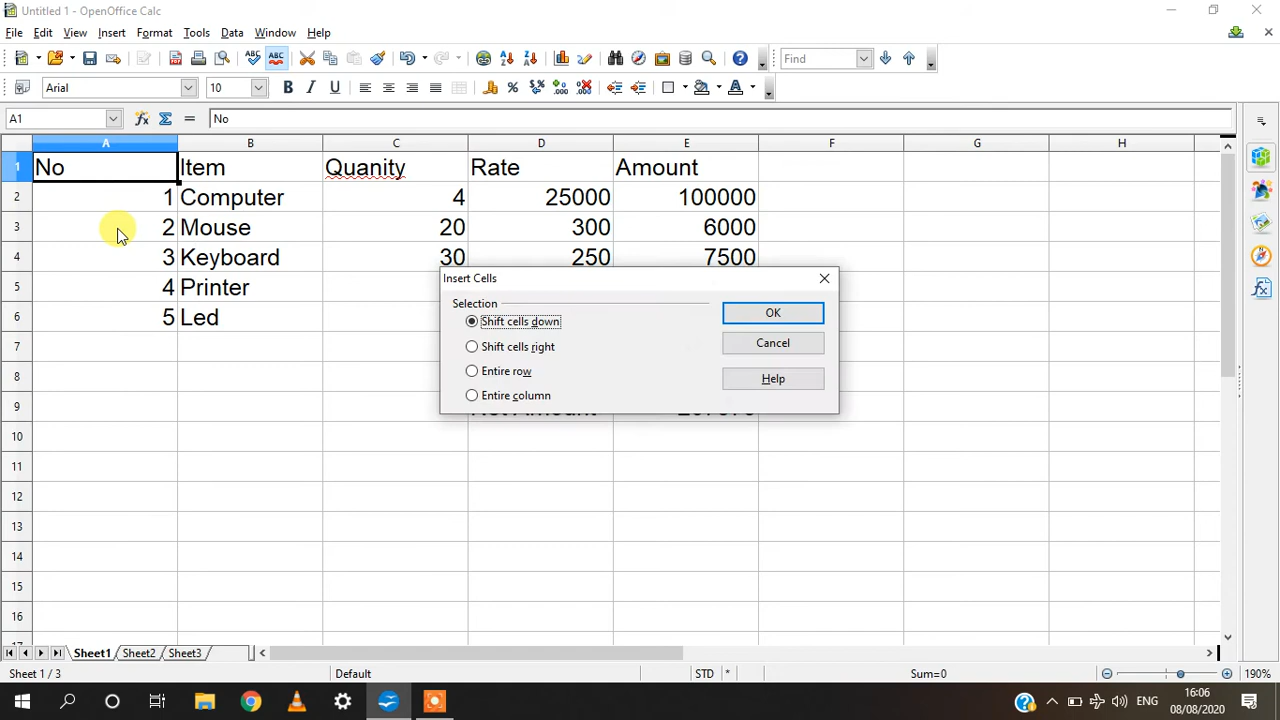 Untitled 1 - OpenOffice Calc
File Edit View Insert Format Tools Data Window Help
ABC ABC Find
Arial 10 B I U
A1 No
A B C D E F G H
1 No Item Quanity Rate Amount
2 1 Computer 4 25000 100000
3 2 Mouse 20 300 6000
4 3 Keyboard 30 250 7500
5 4 Printer
6 5 Led
7
8
9
10
11
12
13
14
15
16
Insert Cells
Selection
Shift cells down
Shift cells right
Entire row
Entire column
OK
Cancel
Help
Sheet1 Sheet2 Sheet3
Sheet 1 / 3 Default STD * Sum=0 190%
ENG 16:06
08/08/2020